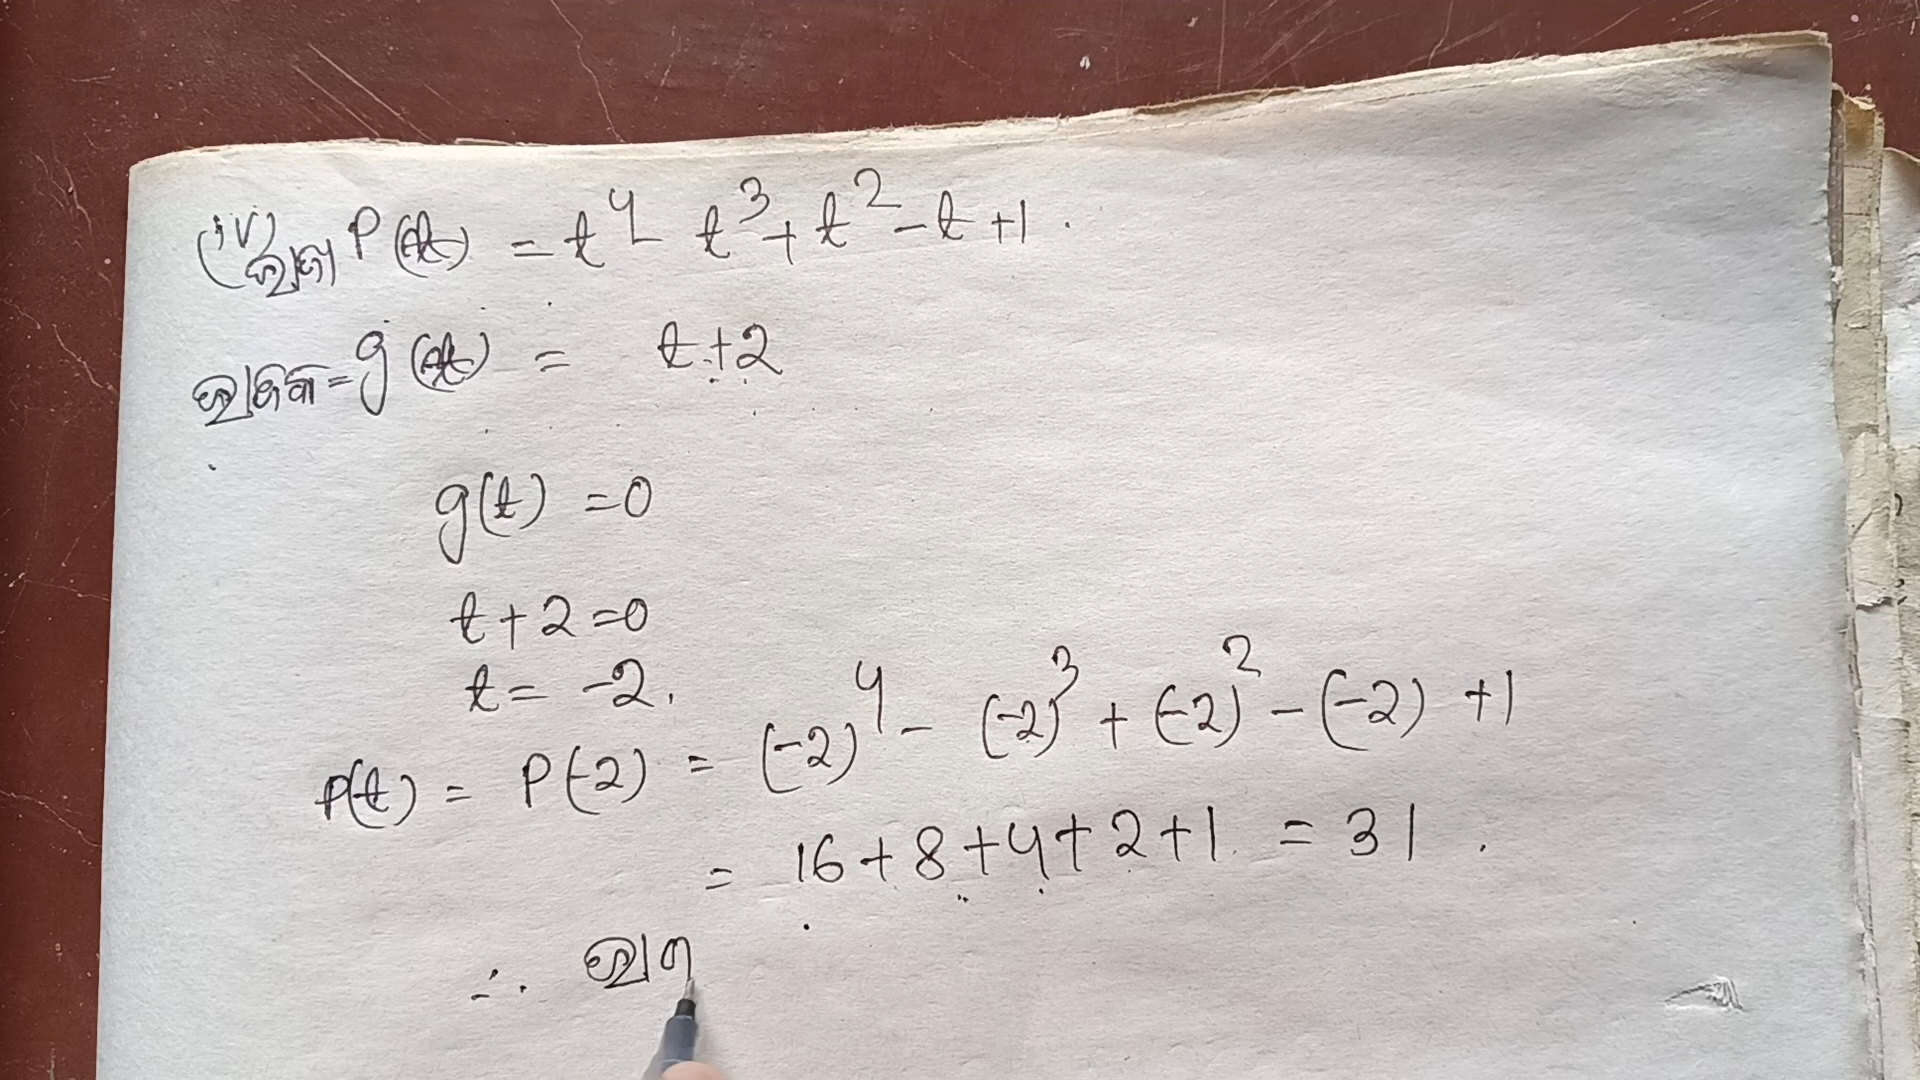 (iv) ଭାଜ୍ୟ P(t) = t⁴ - t³ + t² - t + 1.
ଭାଜକ = g(t) = t + 2
g(t) = 0
t + 2 = 0
t = -2.
P(t) = P(-2) = (-2)⁴ - (-2)³ + (-2)² - (-2) + 1
= 16 + 8 + 4 + 2 + 1 = 31.
∴ ଭାଗ